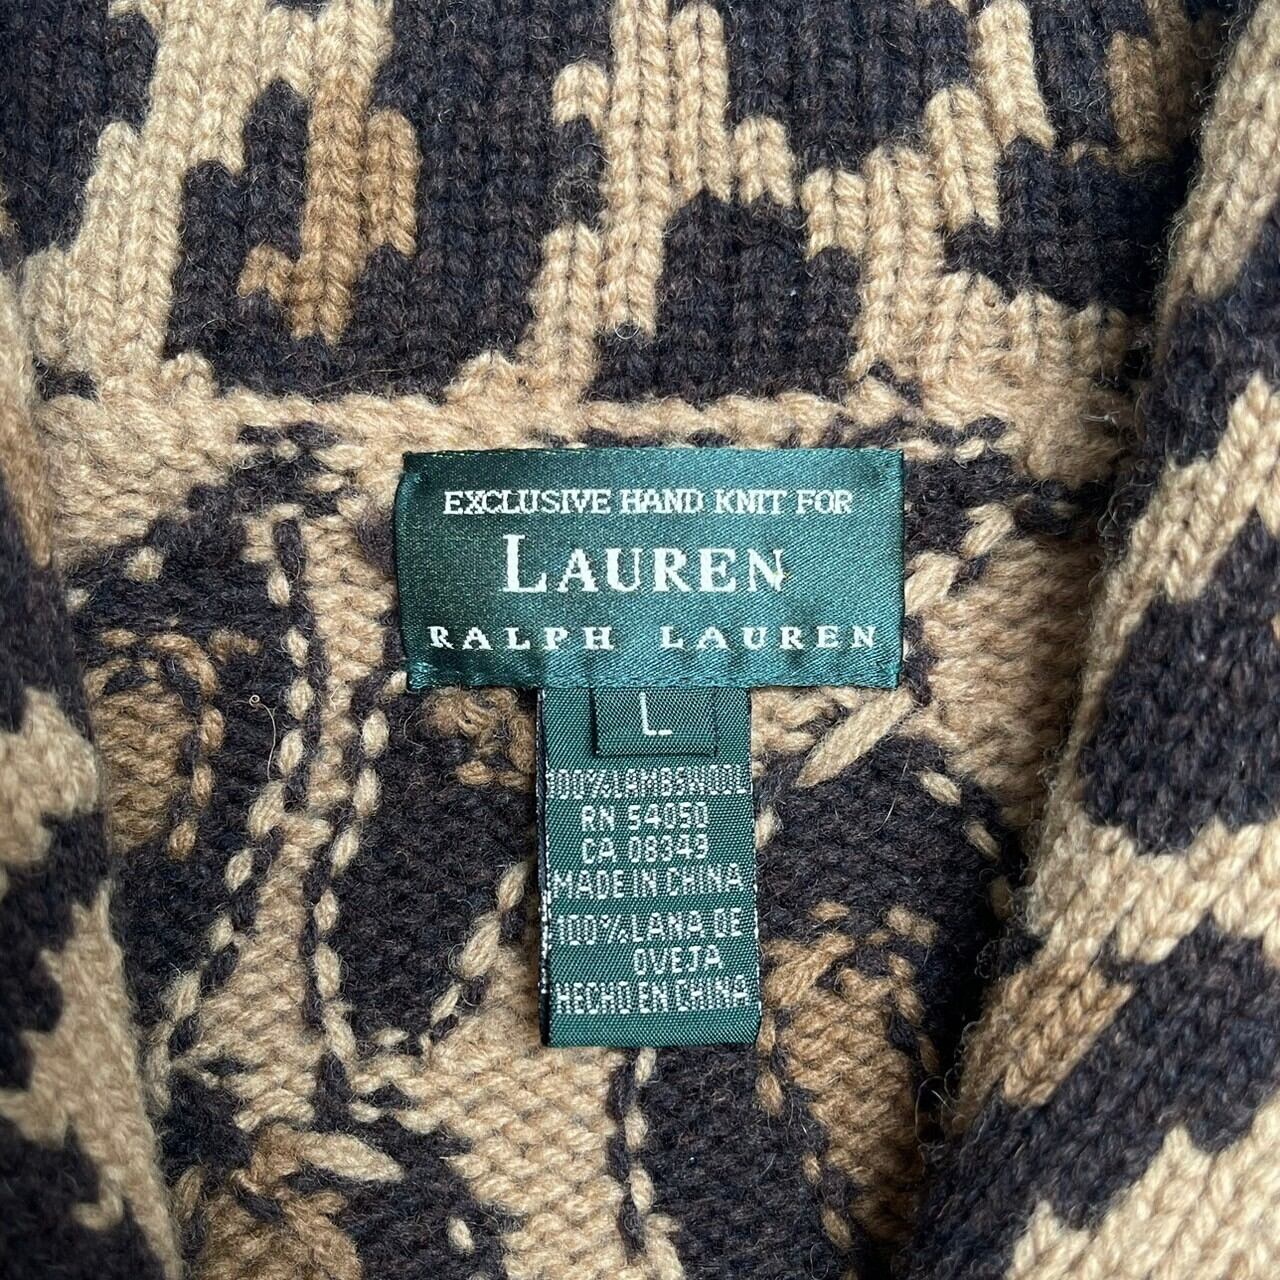 EXCLUSIVE HAND KNIT FOR
LAUREN
RALPH LAUREN
L
100% LAMBSWOOL
RN 54050
CA 08349
MADE IN CHINA
100% LANA DE
OVEJA
HECHO EN CHINA